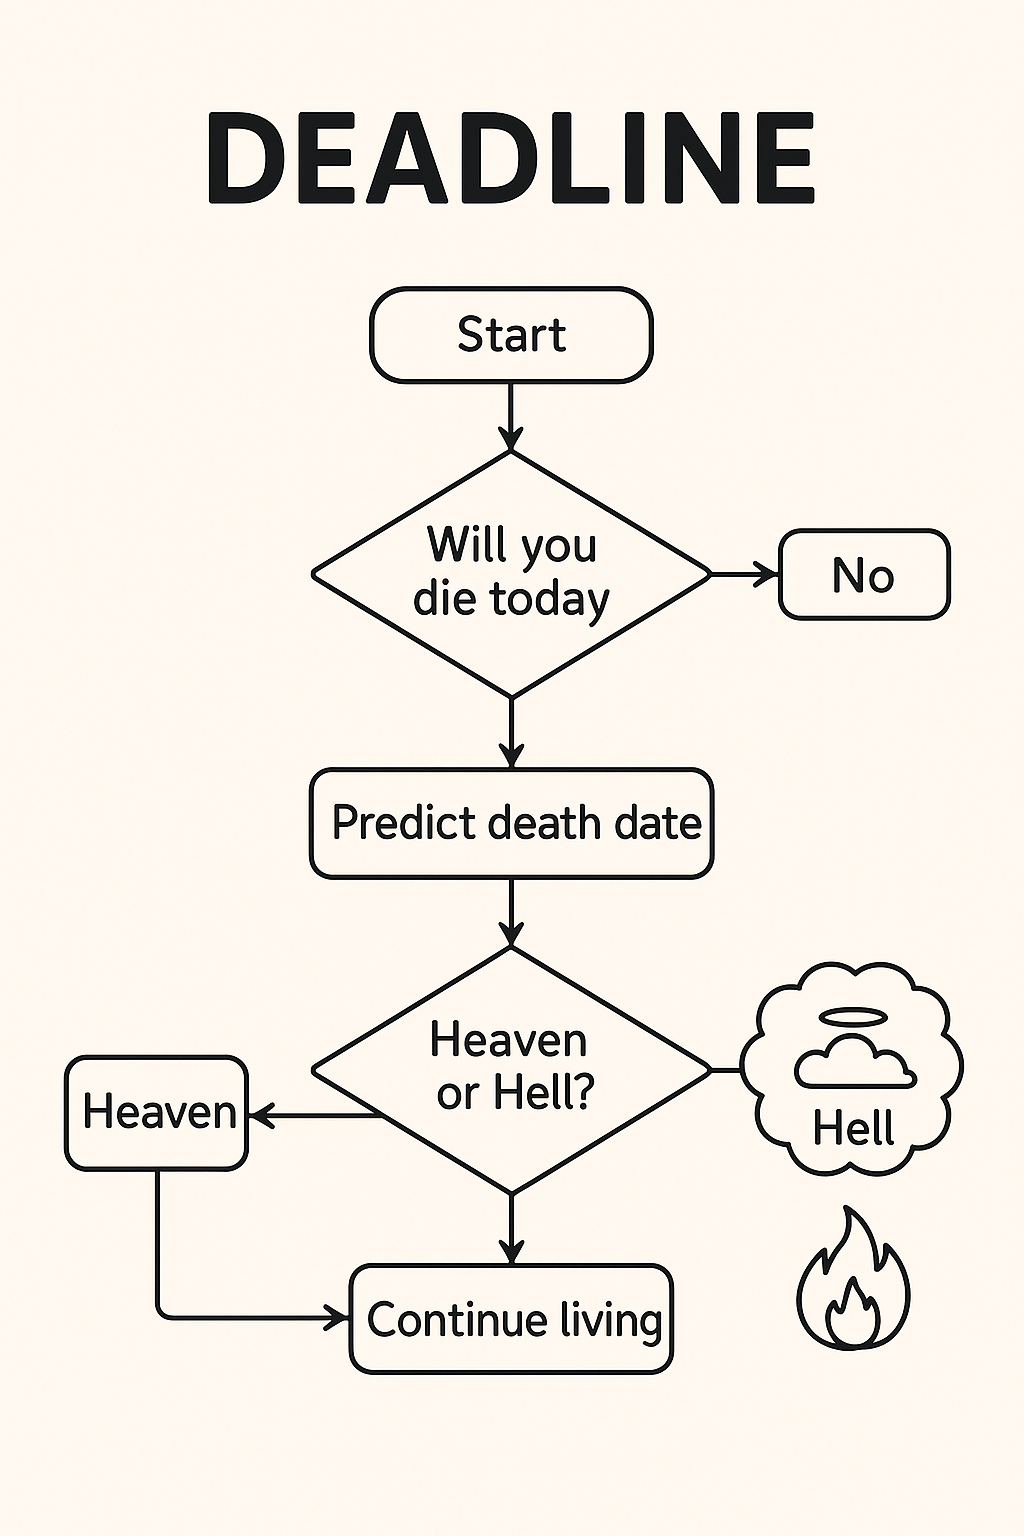 DEADLINE
Start
Will you
die today
No
Predict death date
Heaven
or Hell?
Heaven
Hell
Continue living